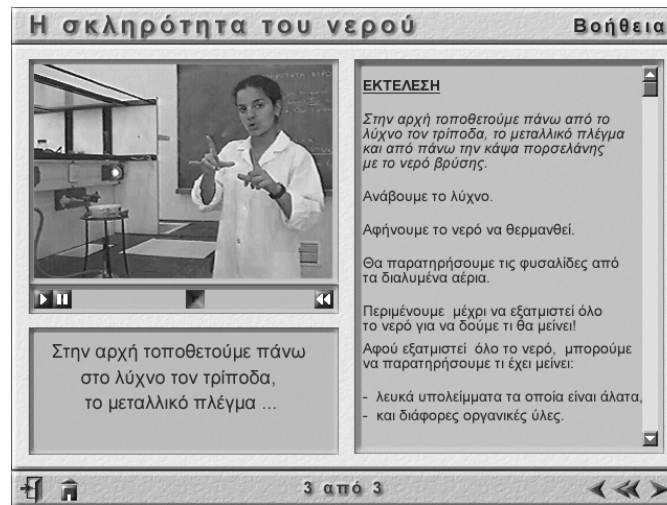 Η σκληρότητα του νερού
Βοήθεια
Στην αρχή τοποθετούμε πάνω
στο λύχνο τον τρίποδα,
το μεταλλικό πλέγμα ...
ΕΚΤΕΛΕΣΗ
Στην αρχή τοποθετούμε πάνω από το
λύχνο τον τρίποδα, το μεταλλικό πλέγμα
και από πάνω την κάψα πορσελάνης
με το νερό βρύσης.
Ανάβουμε το λύχνο.
Αφήνουμε το νερό να θερμανθεί.
Θα παρατηρήσουμε τις φυσαλίδες από
τα διαλυμένα αέρια.
Περιμένουμε μέχρι να εξατμιστεί όλο
το νερό για να δούμε τι θα μείνει!
Αφού εξατμιστεί όλο το νερό, μπορούμε
να παρατηρήσουμε τι έχει μείνει:
- λευκά υπολείμματα τα οποία είναι άλατα,
- και διάφορες οργανικές ύλες.
3 από 3